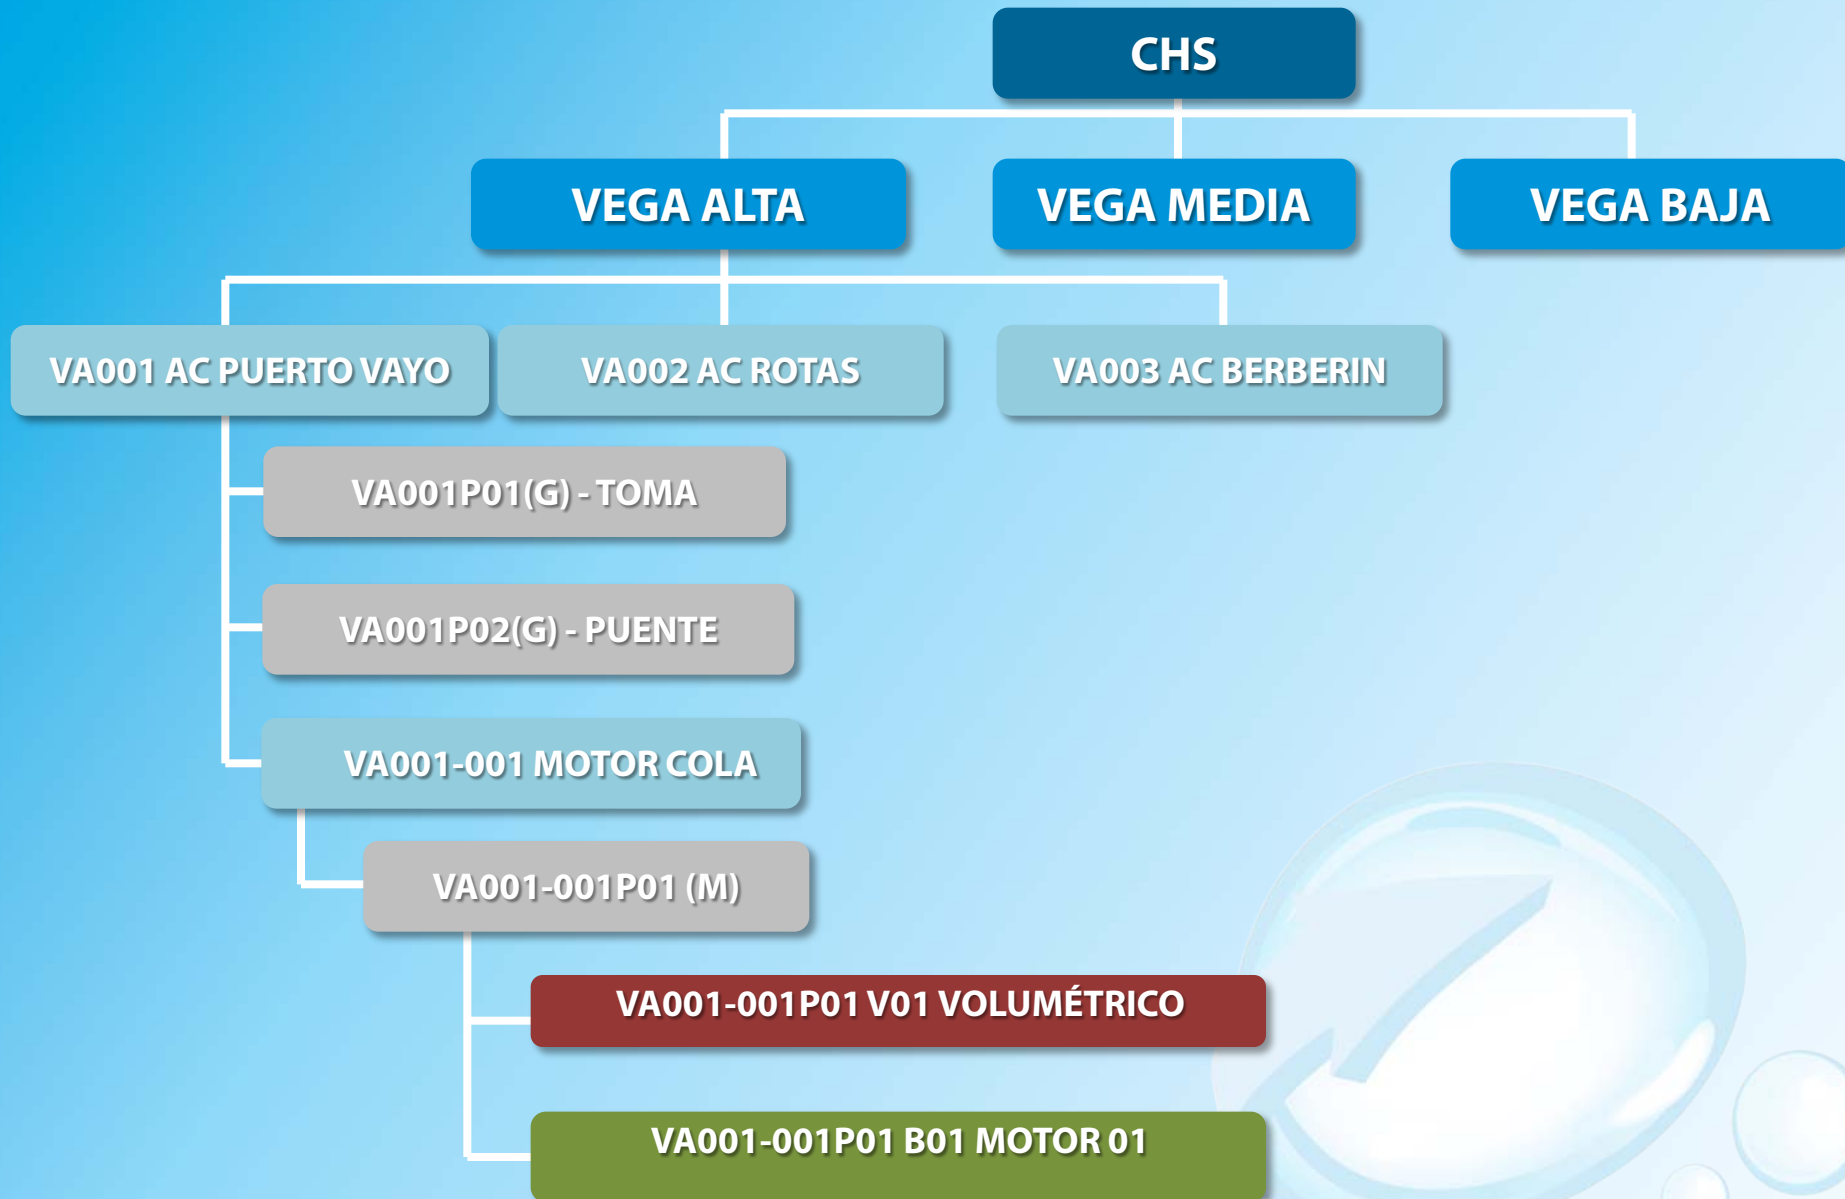 CHS
VEGA ALTA
VEGA MEDIA
VEGA BAJA
VA001 AC PUERTO VAYO
VA002 AC ROTAS
VA003 AC BERBERIN
VA001P01(G) - TOMA
VA001P02(G) - PUENTE
VA001-001 MOTOR COLA
VA001-001P01 (M)
VA001-001P01 V01 VOLUMÉTRICO
VA001-001P01 B01 MOTOR 01